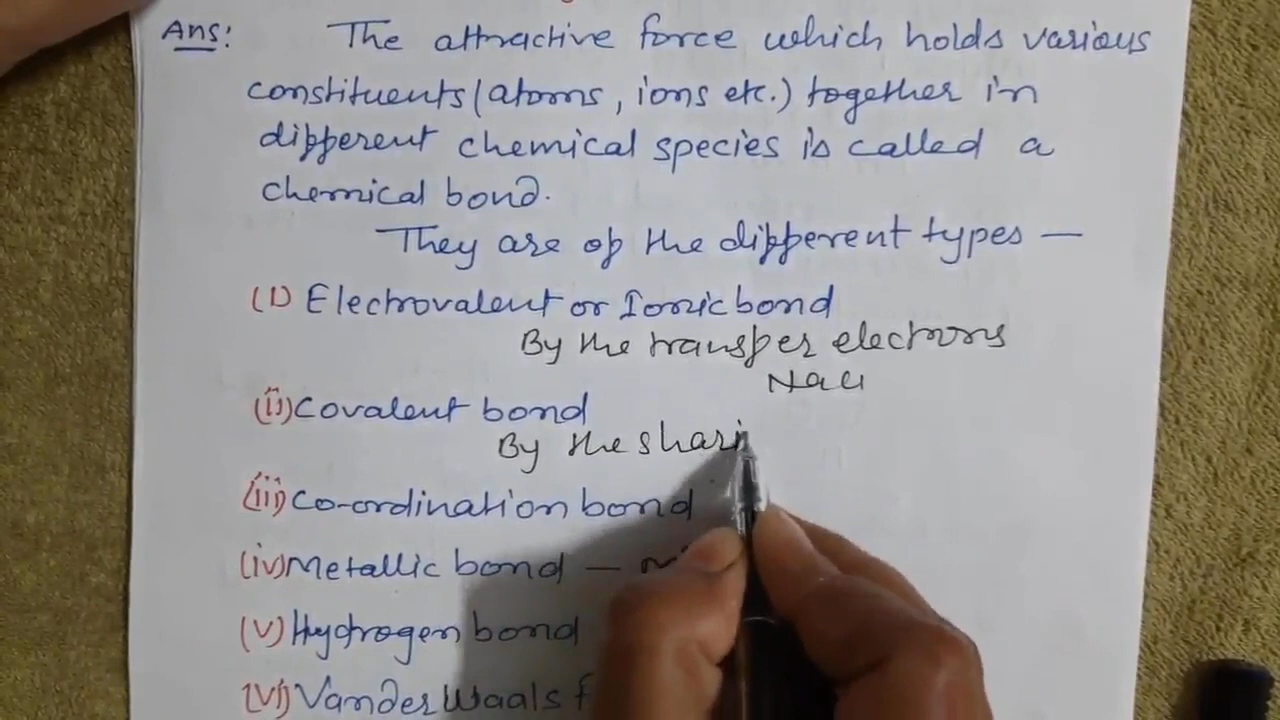 Ans: The attractive force which holds various
constituents (atoms, ions etc.) together in
different chemical species is called a
chemical bond.
They are of the different types —
(i) Electrovalent or Ionic bond
By the transfer electrons
NaCl
(ii) Covalent bond
By the shari
(iii) Co-ordination bond
(iv) Metallic bond —
(v) Hydrogen bond
(vi) Vander Waals